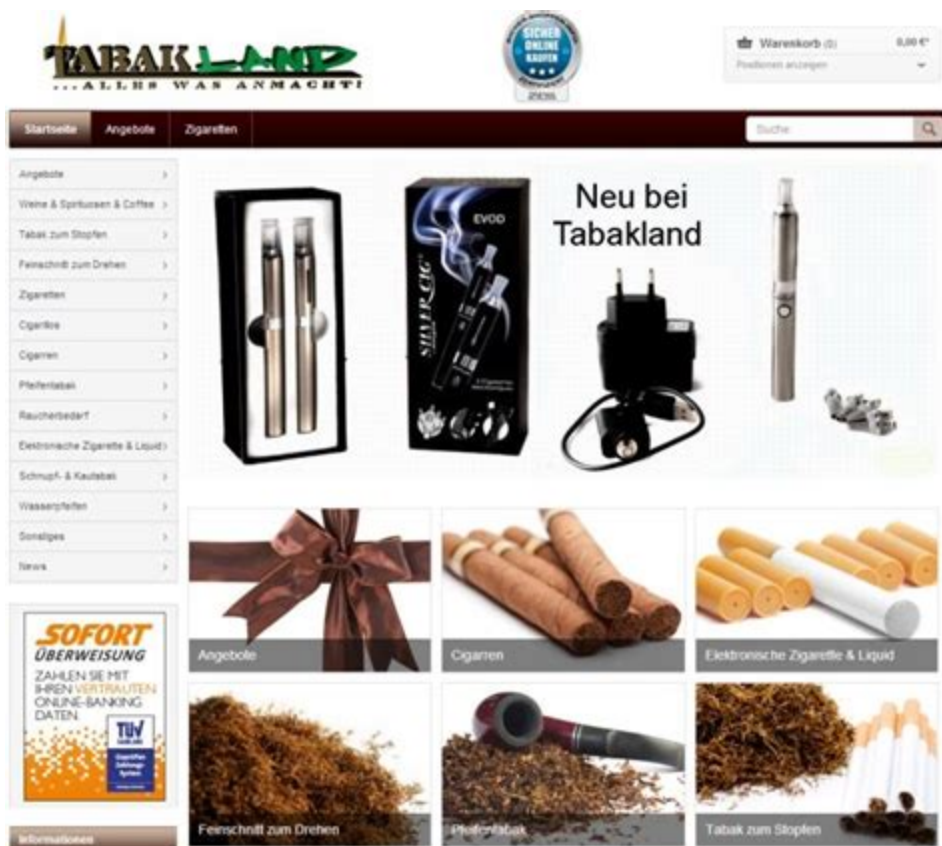 TABAKLAND
...ALLES WAS ANMACHT!
SICHER
ONLINE
KAUFEN
Warenkorb (0)
0,00 €*
Positionen anzeigen
Startseite
Angebote
Zigaretten
Suche
Angebote
Weine & Spirituosen & Coffee
Tabak zum Stopfen
Feinschnitt zum Drehen
Zigaretten
Cigarillos
Cigarren
Pfeifentabak
Raucherbedarf
Elektronische Zigarette & Liquid
Schnupf- & Kautabak
Wasserpfeifen
Sonstiges
News
EVOD
SILVER CIG
Neu bei
Tabakland
SOFORT
ÜBERWEISUNG
ZAHLEN SIE MIT
IHREN VERTRAUTEN
ONLINE-BANKING
DATEN.
TÜV
Geprüftes
Zahlungs-
System
Informationen
Angebote
Cigarren
Elektronische Zigarette & Liquid
Feinschnitt zum Drehen
Pfeifentabak
Tabak zum Stopfen